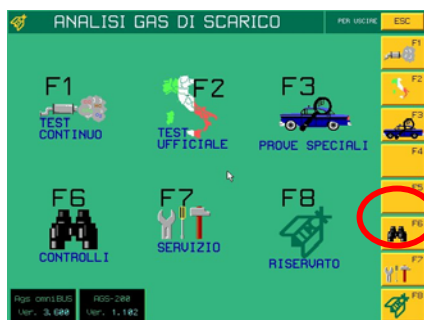 ANALISI GAS DI SCARICO
PER USCIRE
ESC
F1
TEST
CONTINUO
F2
TEST
UFFICIALE
F3
PROVE SPECIALI
F6
CONTROLLI
F7
SERVIZIO
F8
RISERVATO
Ags omniBUS
Ver. 3.600
AGS-200
Ver. 1.102
F1
F2
F3
F4
F5
F6
F7
F8